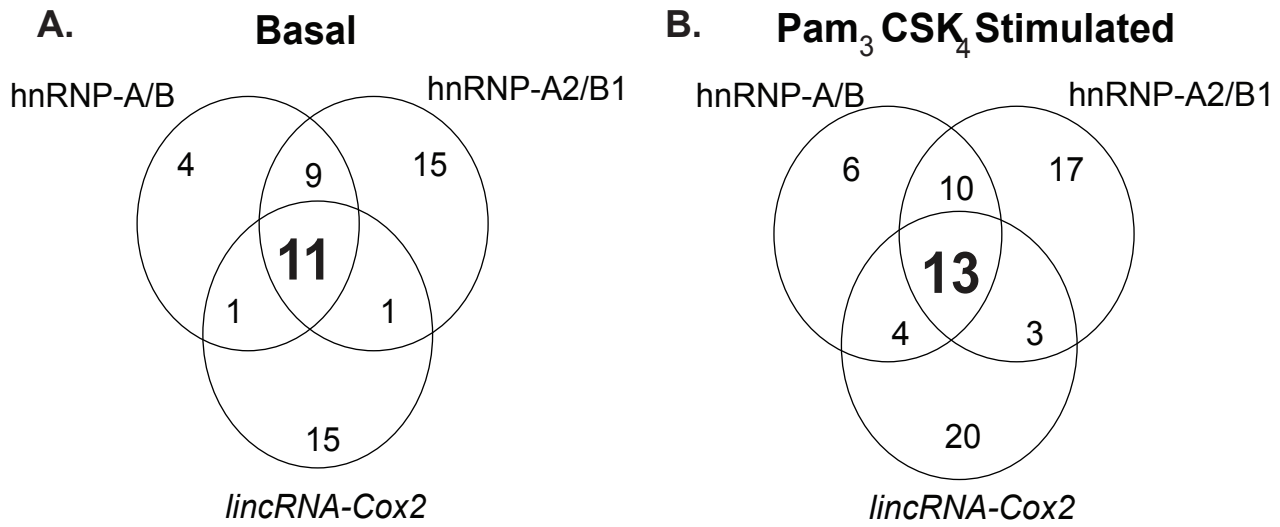 A. Basal
hnRNP-A/B hnRNP-A2/B1
4 9 15
11
1 1
15
lincRNA-Cox2
B. Pam3 CSK4 Stimulated
hnRNP-A/B hnRNP-A2/B1
6 10 17
13
4 3
20
lincRNA-Cox2